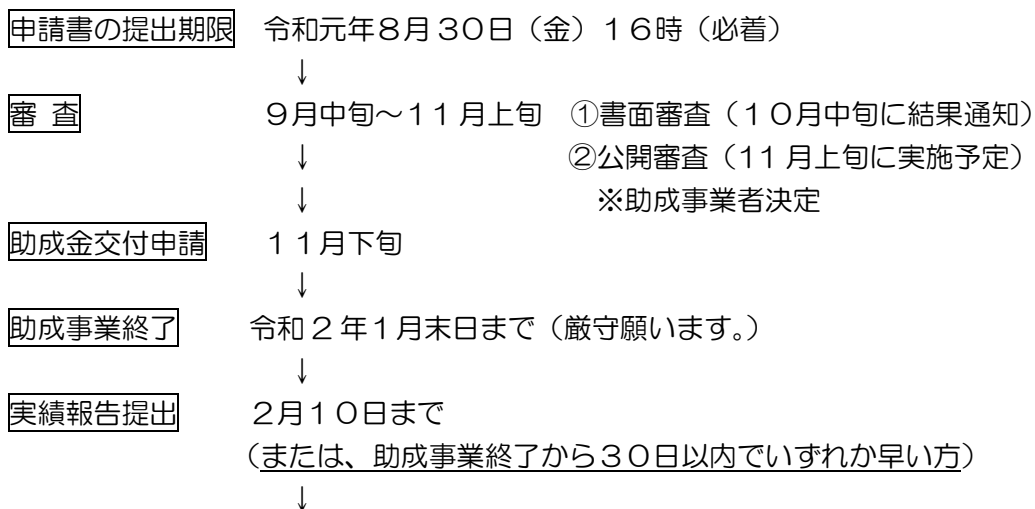 申請書の提出期限　令和元年８月３０日（金）１６時（必着）
↓
審 査　９月中旬～１１月上旬　①書面審査（１０月中旬に結果通知）
↓　②公開審査（11 月上旬に実施予定）
↓　※助成事業者決定
助成金交付申請　１１月下旬
↓
助成事業終了　令和２年１月末日まで（厳守願います。）
↓
実績報告提出　２月１０日まで
（または、助成事業終了から３０日以内でいずれか早い方）
↓